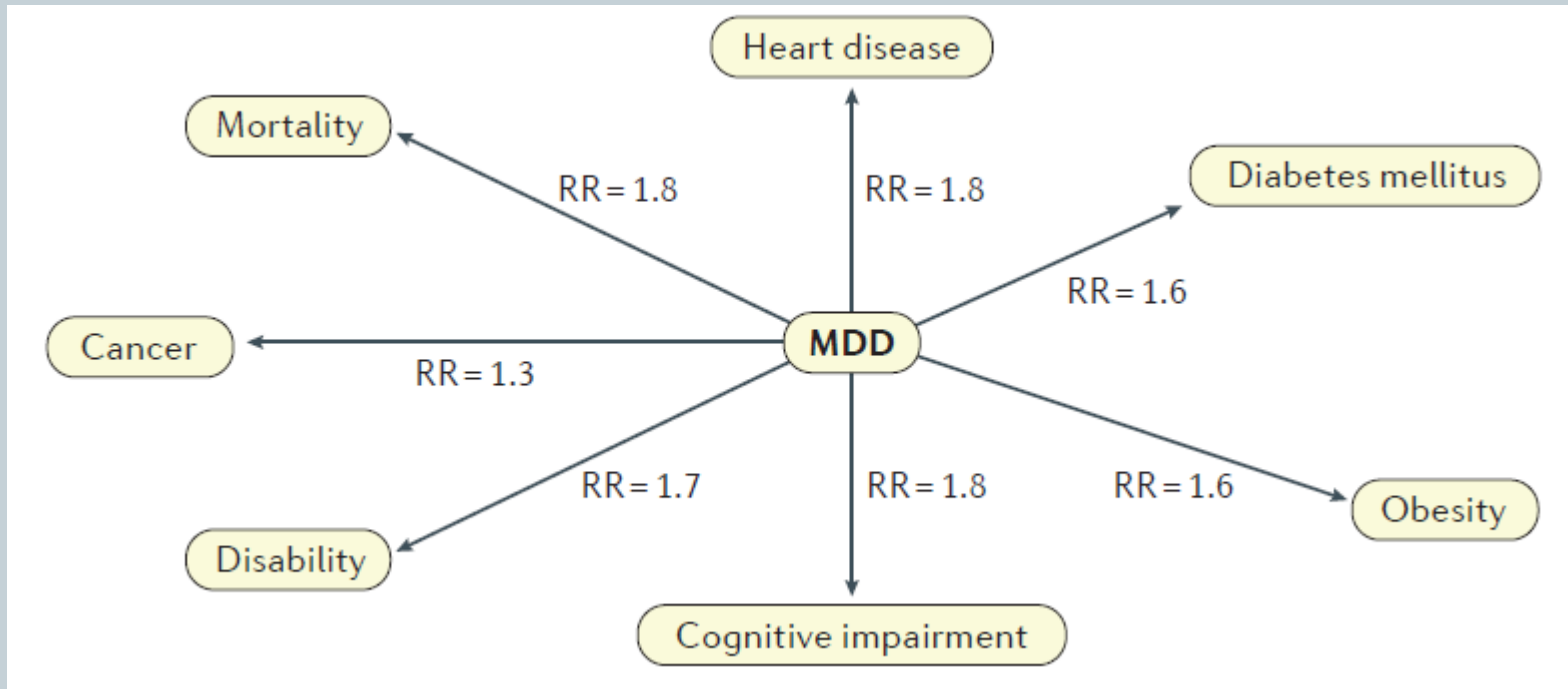 Heart disease
Mortality
Diabetes mellitus
RR = 1.8
RR = 1.8
RR = 1.6
MDD
Cancer
RR = 1.3
RR = 1.7
RR = 1.8
RR = 1.6
Obesity
Disability
Cognitive impairment